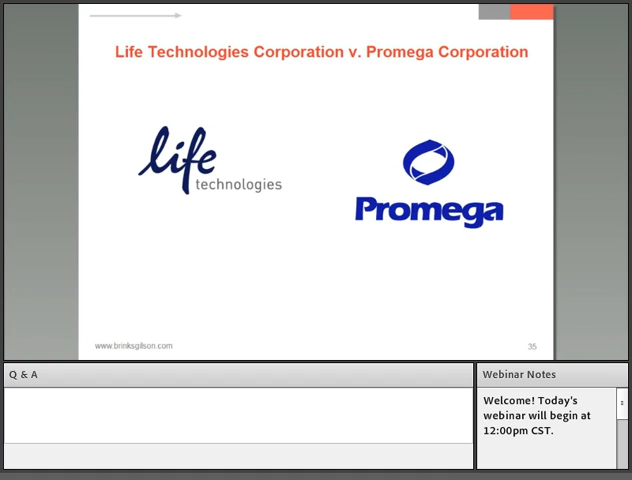 Life Technologies Corporation v. Promega Corporation
life
technologies
Promega
www.brinksgilson.com
35
Q & A
Webinar Notes
Welcome! Today's
webinar will begin at
12:00pm CST.